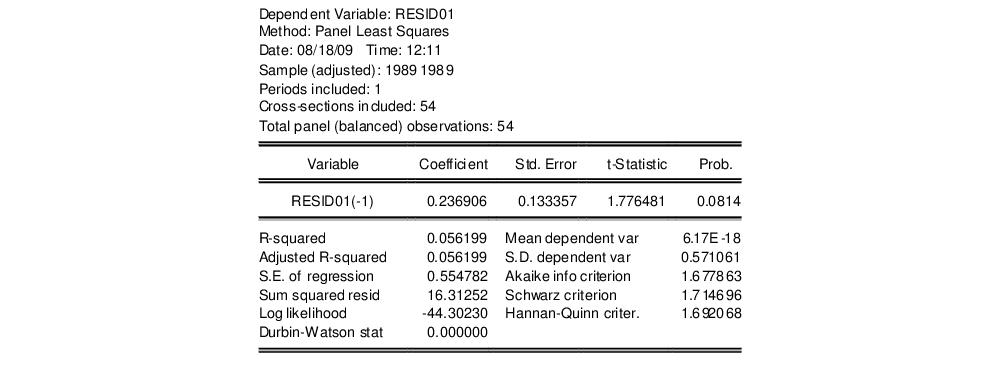 Dependent Variable: RESID01
Method: Panel Least Squares
Date: 08/18/09 Time: 12:11
Sample (adjusted): 1989 1989
Periods included: 1
Cross-sections included: 54
Total panel (balanced) observations: 54
Variable Coefficient Std. Error t-Statistic Prob.
RESID01(-1) 0.236906 0.133357 1.776481 0.0814
R-squared 0.056199 Mean dependent var 6.17E-18
Adjusted R-squared 0.056199 S.D. dependent var 0.571061
S.E. of regression 0.554782 Akaike info criterion 1.677863
Sum squared resid 16.31252 Schwarz criterion 1.714696
Log likelihood -44.30230 Hannan-Quinn criter. 1.692068
Durbin-Watson stat 0.000000